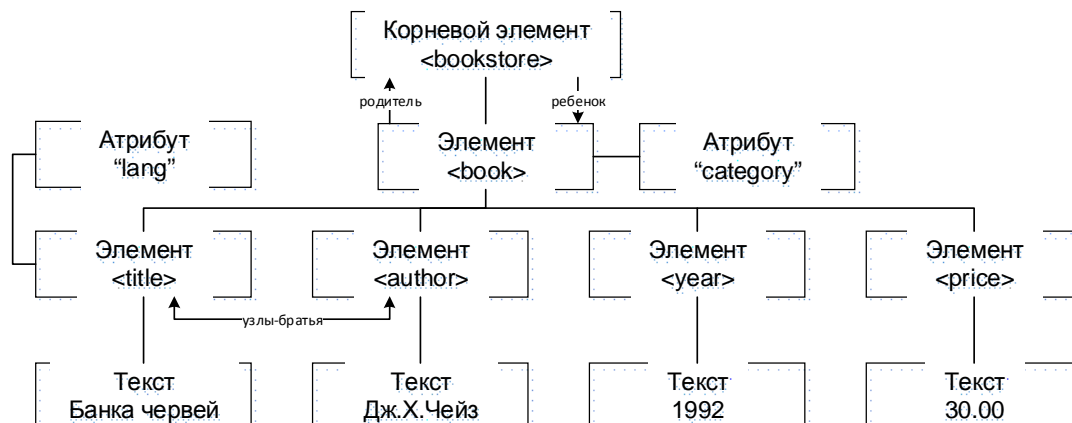 Корневой элемент
<bookstore>
родитель
ребенок
Атрибут
“lang”
Элемент
<book>
Атрибут
“category”
Элемент
<title>
Элемент
<author>
Элемент
<year>
Элемент
<price>
узлы-братья
Текст
Банка червей
Текст
Дж.Х.Чейз
Текст
1992
Текст
30.00